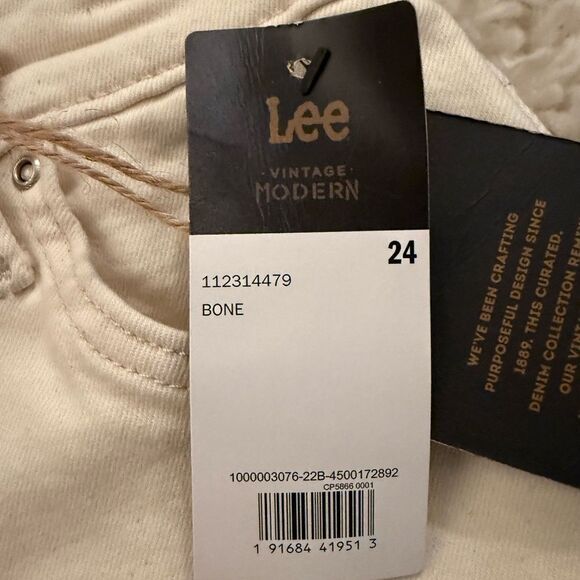 Lee
VINTAGE
MODERN
24
112314479
BONE
1000003076-22B-4500172892
CP5866 0001
1 91684 41951 3
WE'VE BEEN CRAFTING
PURPOSEFUL DESIGN SINCE
1889. THIS CURATED.
DENIM COLLECTION
OUR